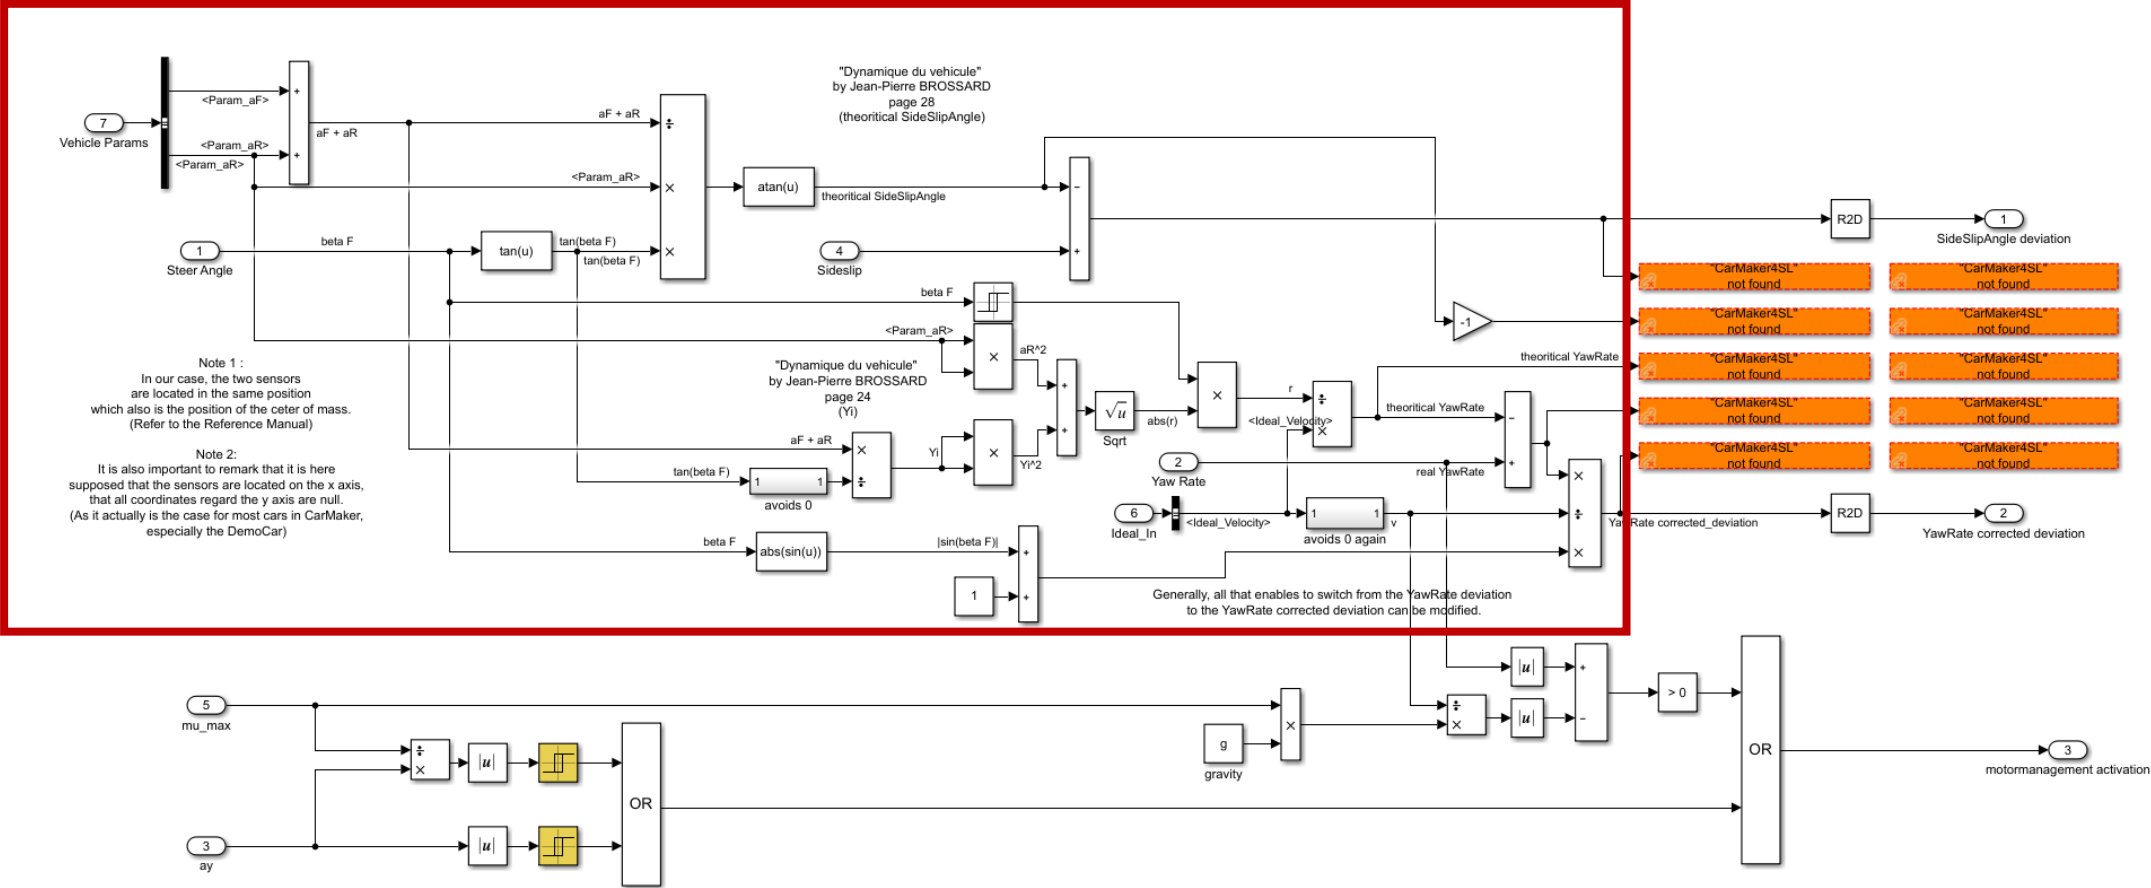 "Dynamique du vehicule"
by Jean-Pierre BROSSARD
page 28
(theoritical SideSlipAngle)
<Param_aF>
7
Vehicle Params
<Param_aR>
<Param_aR>
+
+
aF + aR
aF + aR
÷
<Param_aR>
×
×
atan(u)
theoritical SideSlipAngle
−
+
R2D
1
SideSlipAngle deviation
1
Steer Angle
beta F
tan(u)
tan(beta F)
tan(beta F)
4
Sideslip
"CarMaker4SL"
not found
"CarMaker4SL"
not found
beta F
-1
"CarMaker4SL"
not found
"CarMaker4SL"
not found
<Param_aR>
×
aR^2
theoritical YawRate
"CarMaker4SL"
not found
"CarMaker4SL"
not found
Note 1 :
In our case, the two sensors
are located in the same position
which also is the position of the ceter of mass.
(Refer to the Reference Manual)
"Dynamique du vehicule"
by Jean-Pierre BROSSARD
page 24
(Yi)
+
+
√u
Sqrt
abs(r)
×
r
<Ideal_Velocity>
÷
×
theoritical YawRate
−
+
"CarMaker4SL"
not found
"CarMaker4SL"
not found
aF + aR
×
÷
Yi
×
Yi^2
2
Yaw Rate
real YawRate
"CarMaker4SL"
not found
"CarMaker4SL"
not found
Note 2:
It is also important to remark that it is here
supposed that the sensors are located on the x axis,
that all coordinates regard the y axis are null.
(As it actually is the case for most cars in CarMaker,
especially the DemoCar)
tan(beta F)
1 1
avoids 0
6
Ideal_In
<Ideal_Velocity>
1 1
avoids 0 again
v
×
÷
×
YawRate corrected_deviation
R2D
2
YawRate corrected deviation
beta F
abs(sin(u))
|sin(beta F)|
+
+
1
Generally, all that enables to switch from the YawRate deviation
to the YawRate corrected deviation can be modified.
5
mu_max
÷
×
|u|
OR
g
gravity
×
÷
×
|u|
|u|
+
−
> 0
OR
3
motormanagement activation
3
ay
|u|